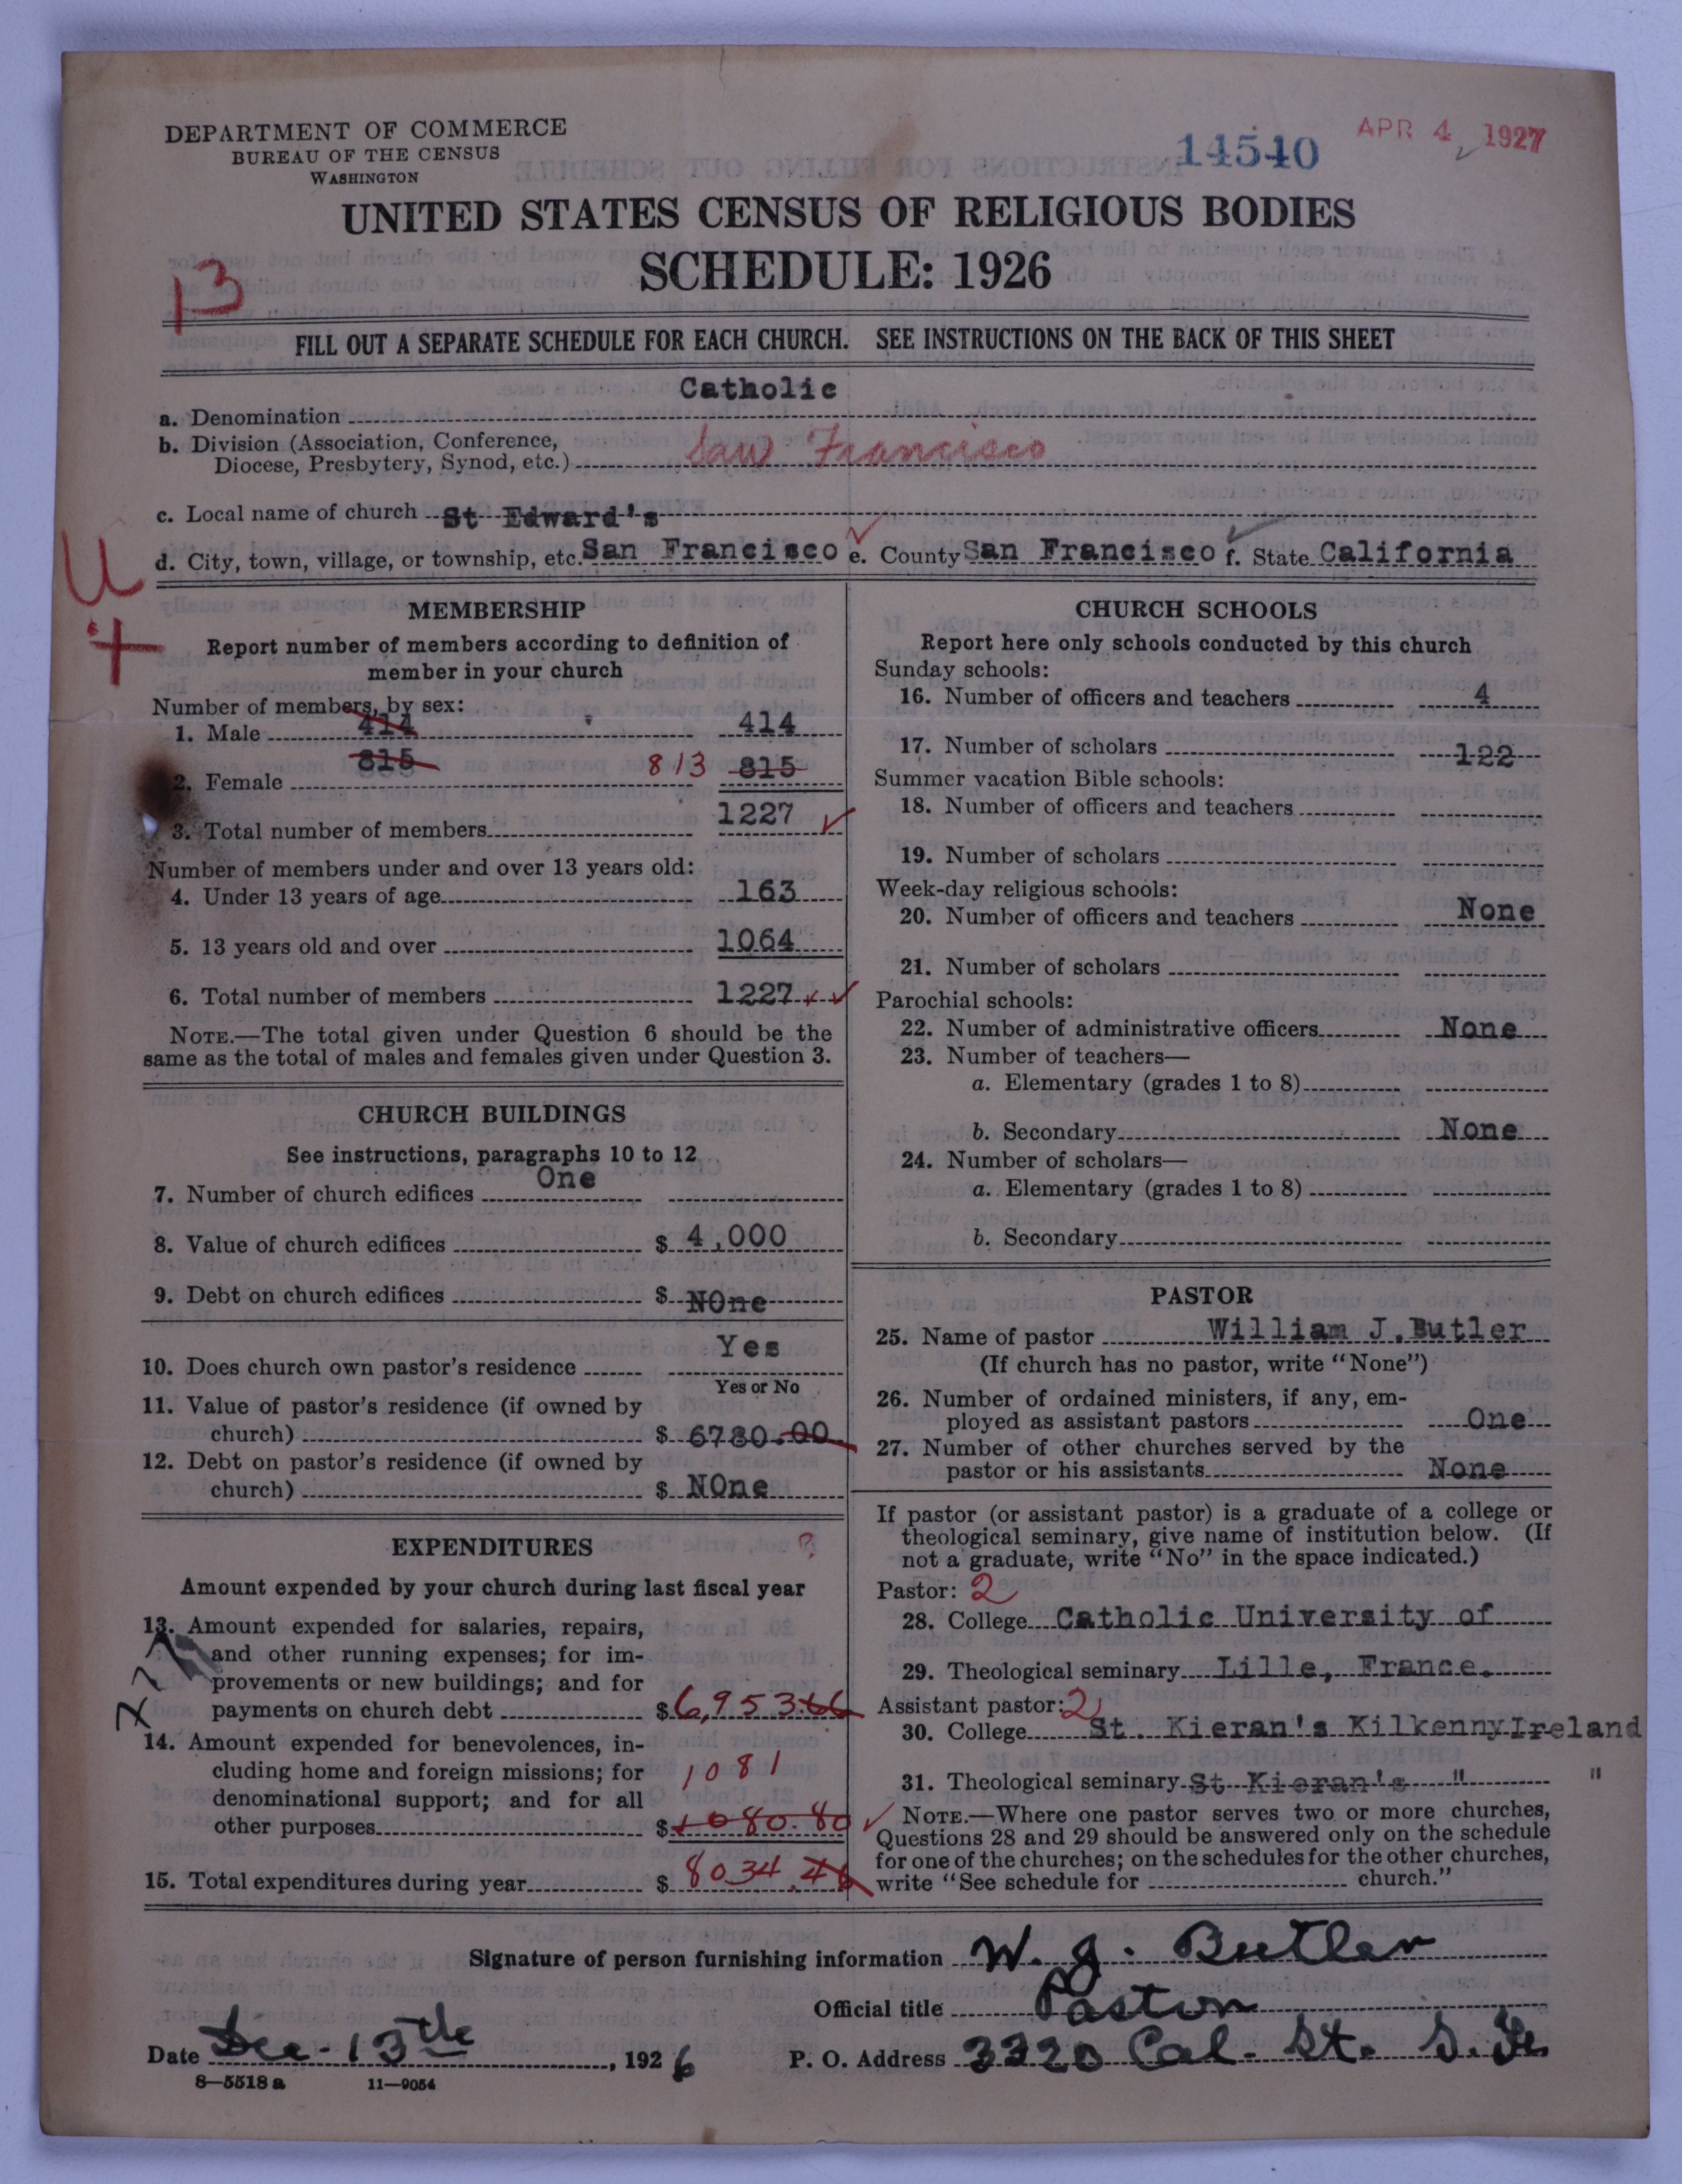 DEPARTMENT OF COMMERCE
BUREAU OF THE CENSUS
WASHINGTON
14540
APR 4 1927
UNITED STATES CENSUS OF RELIGIOUS BODIES
SCHEDULE: 1926
13
FILL OUT A SEPARATE SCHEDULE FOR EACH CHURCH. SEE INSTRUCTIONS ON THE BACK OF THIS SHEET
a. Denomination Catholic
b. Division (Association, Conference,
Diocese, Presbytery, Synod, etc.) San Francisco
c. Local name of church St Edward's
d. City, town, village, or township, etc. San Francisco e. County San Francisco f. State California
U
MEMBERSHIP
Report number of members according to definition of
member in your church
Number of members, by sex:
1. Male 414 414
2. Female 815 813 815
3. Total number of members 1227
Number of members under and over 13 years old:
4. Under 13 years of age 163
5. 13 years old and over 1064
6. Total number of members 1227
NOTE.—The total given under Question 6 should be the
same as the total of males and females given under Question 3.
CHURCH BUILDINGS
See instructions, paragraphs 10 to 12
7. Number of church edifices One
8. Value of church edifices $ 4,000
9. Debt on church edifices $ NOne
10. Does church own pastor's residence Yes
Yes or No
11. Value of pastor's residence (if owned by
church) $ 6780.00
12. Debt on pastor's residence (if owned by
church) $ NOne
EXPENDITURES
Amount expended by your church during last fiscal year
13. Amount expended for salaries, repairs,
and other running expenses; for im-
provements or new buildings; and for
payments on church debt $ 6,953.66
14. Amount expended for benevolences, in-
cluding home and foreign missions; for 1081
denominational support; and for all
other purposes $ 1080.80
15. Total expenditures during year $ 8034.46
CHURCH SCHOOLS
Report here only schools conducted by this church
Sunday schools:
16. Number of officers and teachers 4
17. Number of scholars 122
Summer vacation Bible schools:
18. Number of officers and teachers
19. Number of scholars
Week-day religious schools:
20. Number of officers and teachers None
21. Number of scholars
Parochial schools:
22. Number of administrative officers None
23. Number of teachers—
a. Elementary (grades 1 to 8)
b. Secondary None
24. Number of scholars—
a. Elementary (grades 1 to 8)
b. Secondary
PASTOR
25. Name of pastor William J.Butler
(If church has no pastor, write "None")
26. Number of ordained ministers, if any, em-
ployed as assistant pastors One
27. Number of other churches served by the
pastor or his assistants None
If pastor (or assistant pastor) is a graduate of a college or
theological seminary, give name of institution below. (If
not a graduate, write "No" in the space indicated.)
Pastor: 2
28. College Catholic University of
29. Theological seminary Lille, France.
Assistant pastor: 2
30. College St. Kieran's Kilkenny Ireland
31. Theological seminary St Kieran's " "
NOTE.—Where one pastor serves two or more churches,
Questions 28 and 29 should be answered only on the schedule
for one of the churches; on the schedules for the other churches,
write "See schedule for church."
Signature of person furnishing information W. J. Butler
Official title Pastor
Date Dec - 13th, 1926 P. O. Address 3320 Cal. St. S. Fr.
8—5518 a 11—9054